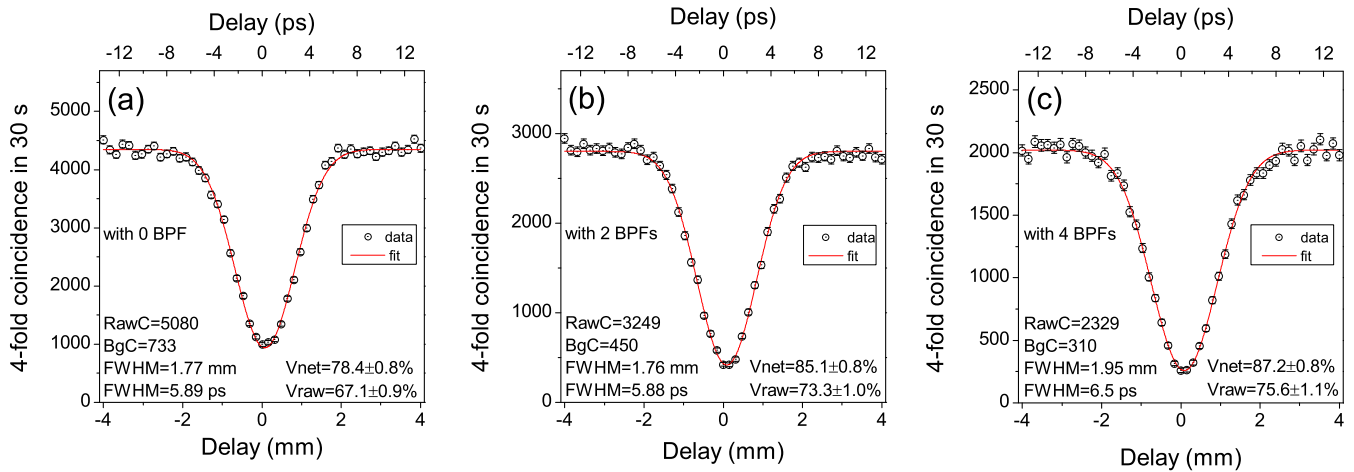 Delay (ps)
-12 -8 -4 0 4 8 12
(a)
4-fold coincidence in 30 s
5000
4000
3000
2000
1000
0
with 0 BPF
data
fit
RawC=5080
BgC=733
FWHM=1.77 mm
FWHM=5.89 ps
Vnet=78.4±0.8%
Vraw=67.1±0.9%
-4 -2 0 2 4
Delay (mm)
Delay (ps)
-12 -8 -4 0 4 8 12
(b)
4-fold coincidence in 30 s
3000
2000
1000
0
with 2 BPFs
data
fit
RawC=3249
BgC=450
FWHM=1.76 mm
FWHM=5.88 ps
Vnet=85.1±0.8%
Vraw=73.3±1.0%
-4 -2 0 2 4
Delay (mm)
Delay (ps)
-12 -8 -4 0 4 8 12
(c)
4-fold coincidence in 30 s
2500
2000
1500
1000
500
0
with 4 BPFs
data
fit
RawC=2329
BgC=310
FWHM=1.95 mm
FWHM=6.5 ps
Vnet=87.2±0.8%
Vraw=75.6±1.1%
-4 -2 0 2 4
Delay (mm)